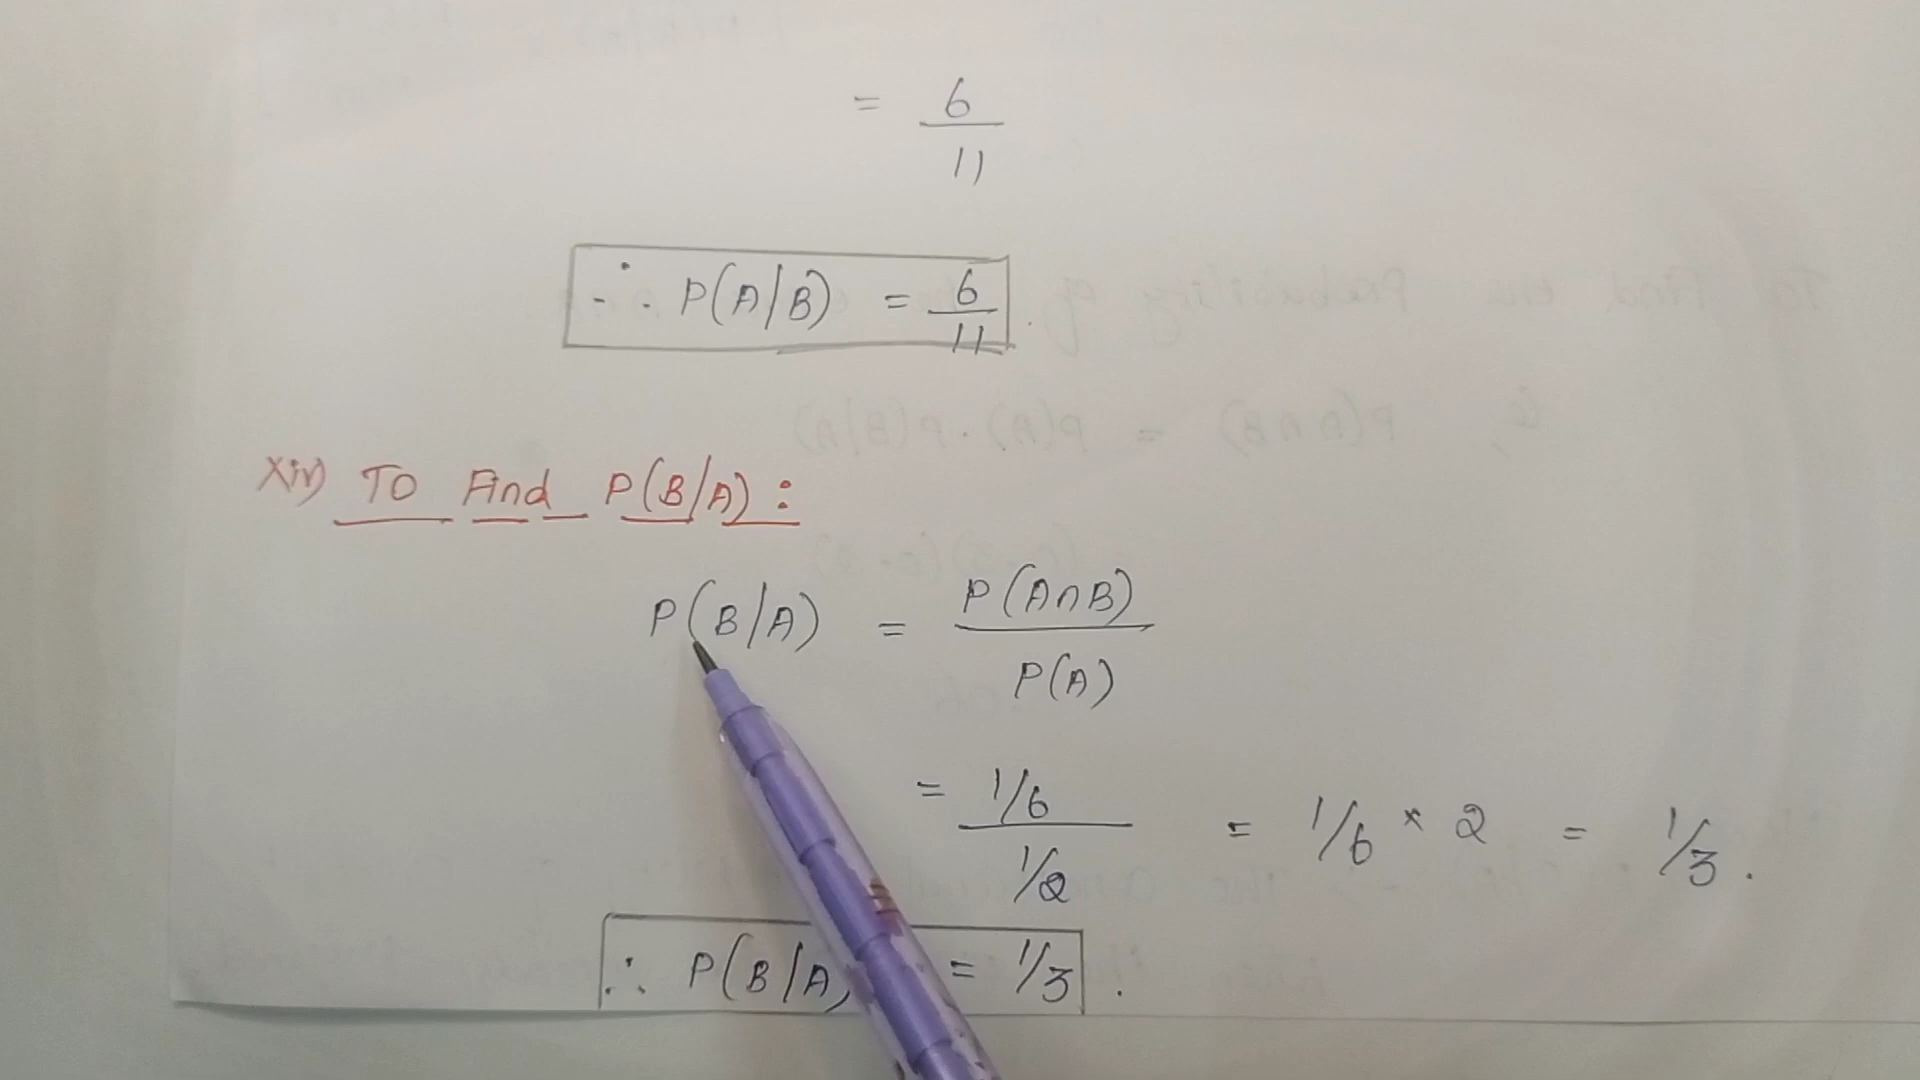 = 6/11
∴ P(A/B) = 6/11.
xiv) To Find P(B/A):
P(B/A) = P(A∩B)/P(A)
= 1/6 / 1/2 = 1/6 × 2 = 1/3.
∴ P(B/A) = 1/3.